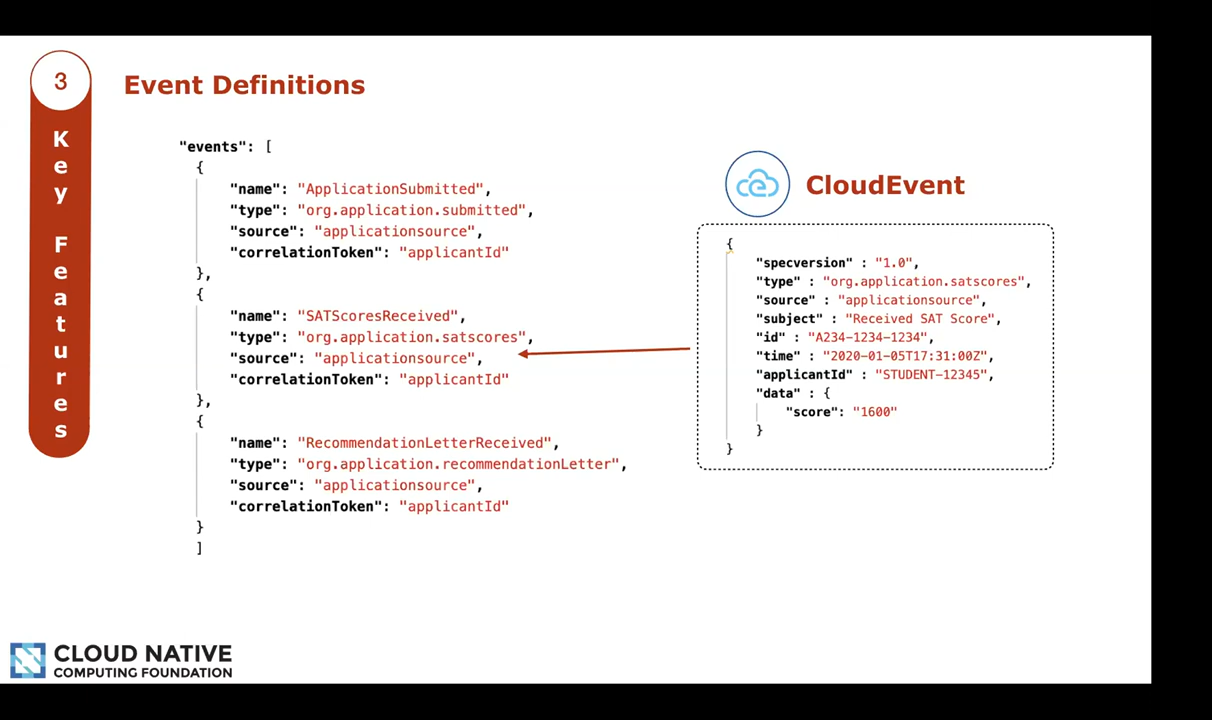 3
Key Features
Event Definitions
"events": [
{
"name": "ApplicationSubmitted",
"type": "org.application.submitted",
"source": "applicationsource",
"correlationToken": "applicantId"
},
{
"name": "SATScoresReceived",
"type": "org.application.satscores",
"source": "applicationsource",
"correlationToken": "applicantId"
},
{
"name": "RecommendationLetterReceived",
"type": "org.application.recommendationLetter",
"source": "applicationsource",
"correlationToken": "applicantId"
}
]
CloudEvent
{
"specversion" : "1.0",
"type" : "org.application.satscores",
"source" : "applicationsource",
"subject" : "Received SAT Score",
"id" : "A234-1234-1234",
"time" : "2020-01-05T17:31:00Z",
"applicantId" : "STUDENT-12345",
"data" : {
"score": "1600"
}
}
CLOUD NATIVE
COMPUTING FOUNDATION